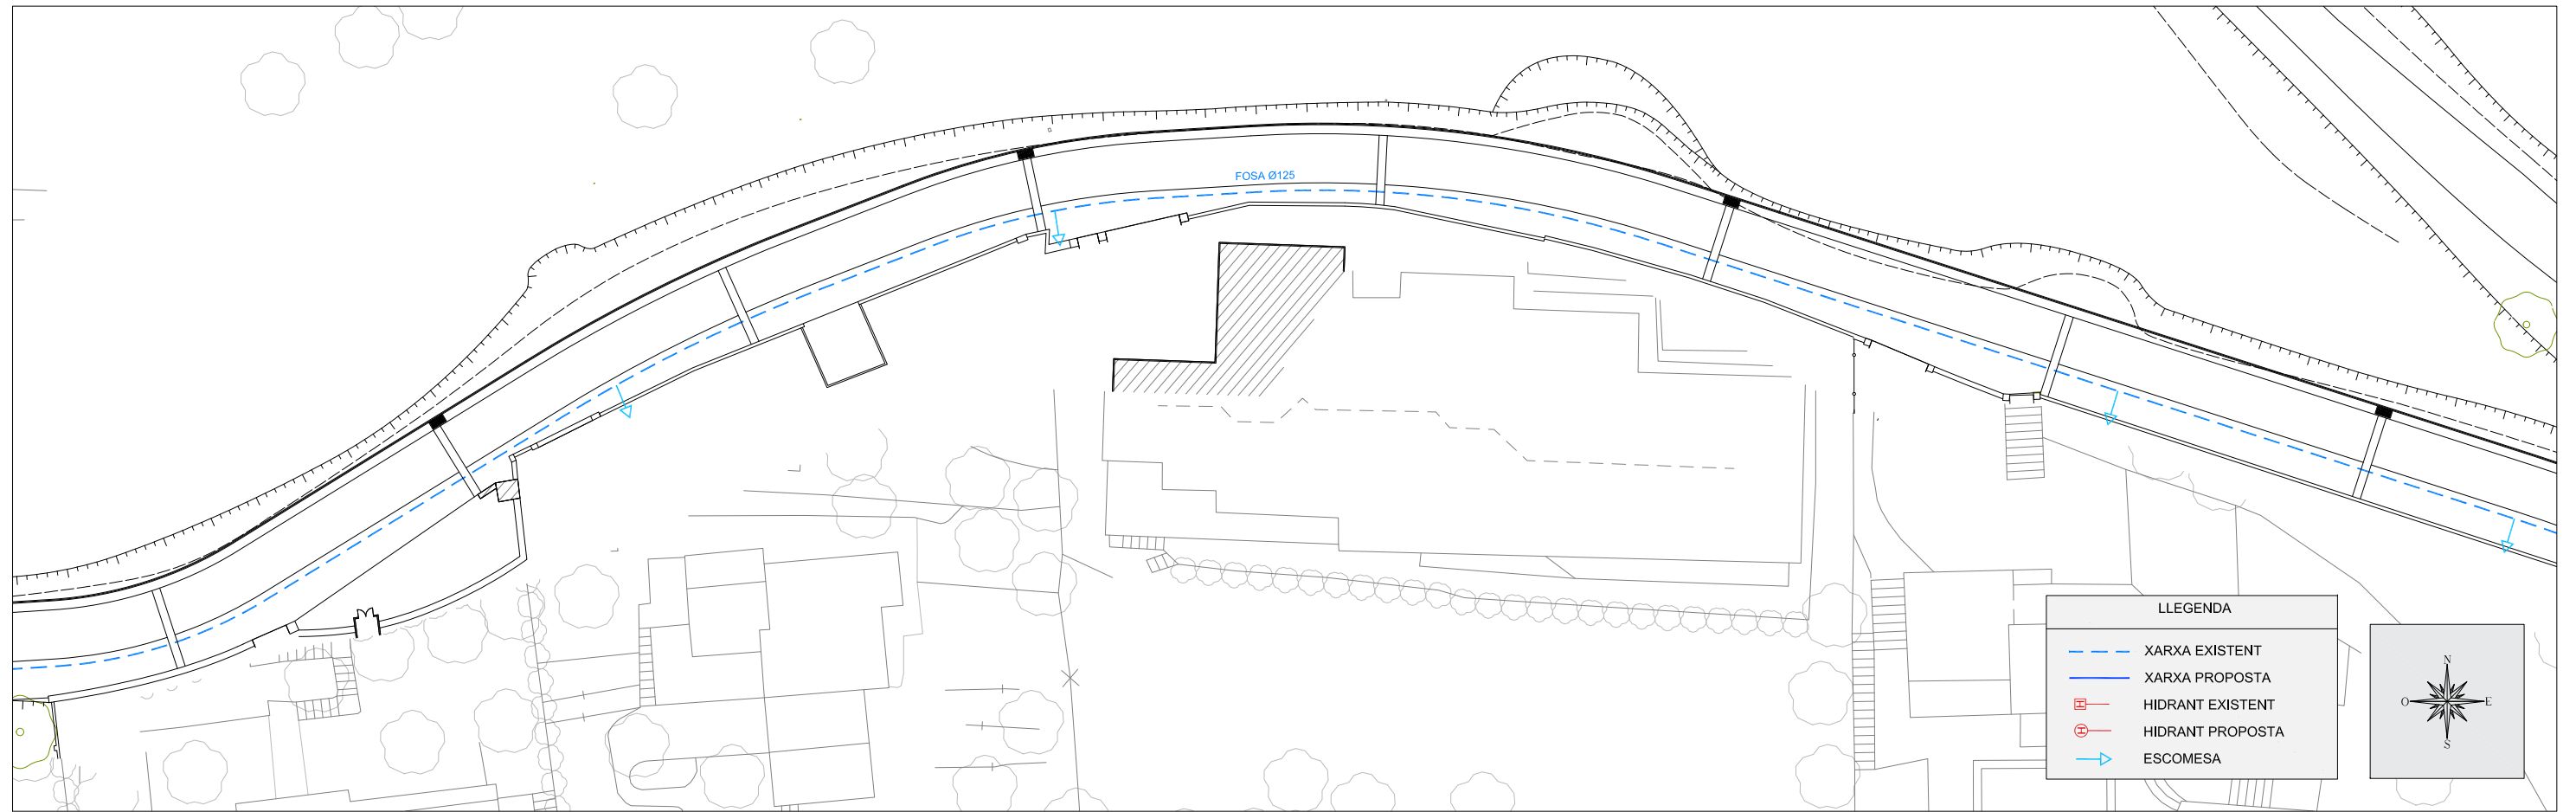 FOSA Ø125
LLEGENDA
XARXA EXISTENT
XARXA PROPOSTA
H HIDRANT EXISTENT
H HIDRANT PROPOSTA
ESCOMESA
N
O E
S